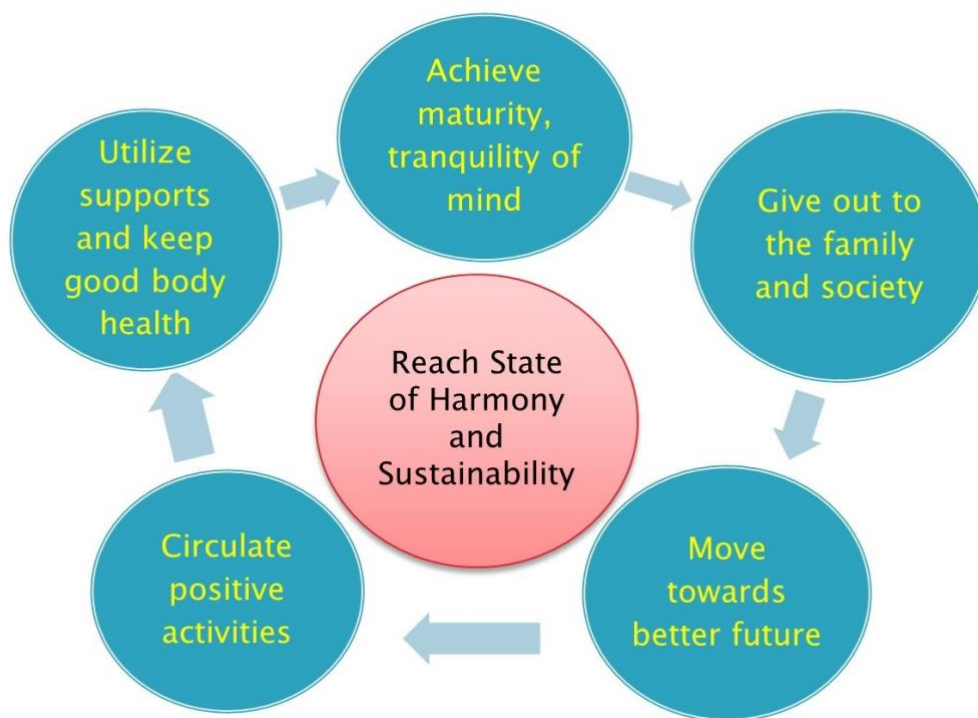 Achieve
maturity,
tranquility of
mind
Give out to
the family
and society
Move
towards
better future
Circulate
positive
activities
Utilize
supports
and keep
good body
health
Reach State
of Harmony
and
Sustainability